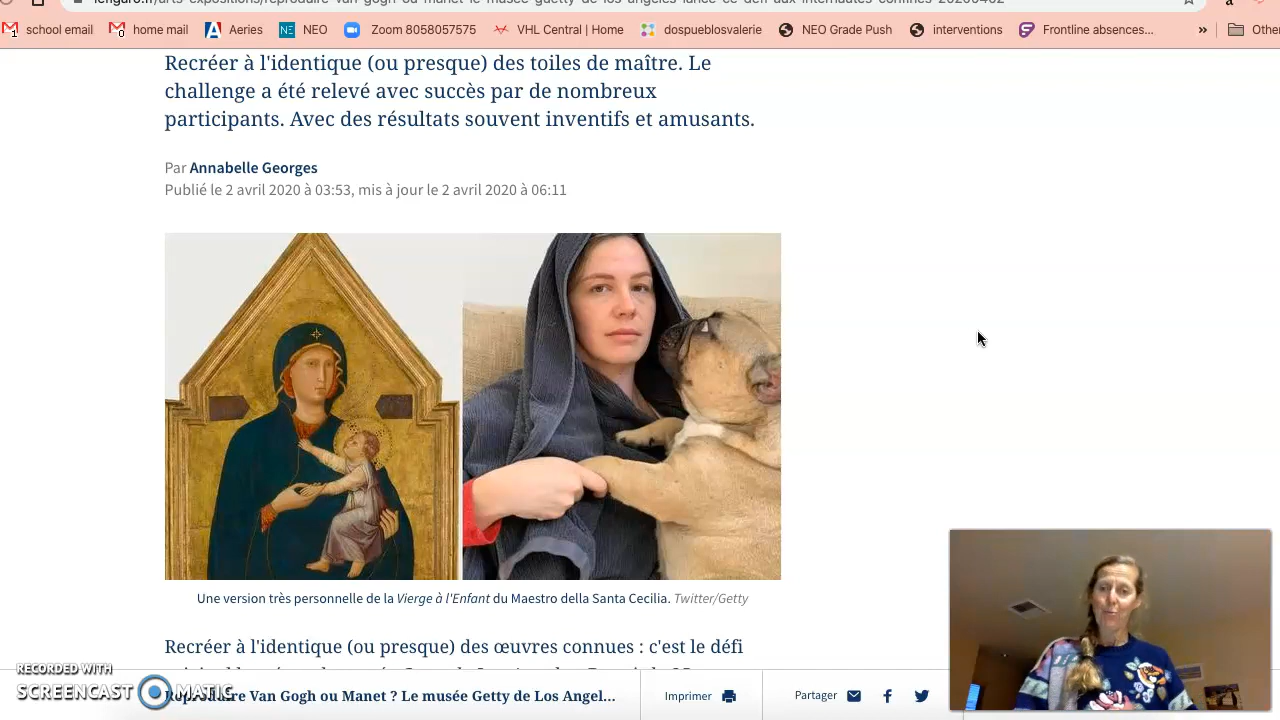 school email
home mail
Aeries
NEO
Zoom 8058057575
VHL Central | Home
dospueblosvalerie
NEO Grade Push
interventions
Frontline absences...
»
Recréer à l'identique (ou presque) des toiles de maître. Le
challenge a été relevé avec succès par de nombreux
participants. Avec des résultats souvent inventifs et amusants.
Par Annabelle Georges
Publié le 2 avril 2020 à 03:53, mis à jour le 2 avril 2020 à 06:11
Une version très personnelle de la Vierge à l'Enfant du Maestro della Santa Cecilia. Twitter/Getty
Recréer à l'identique (ou presque) des œuvres connues : c'est le défi
RECORDED WITH
SCREENCAST MATIC
Reproduire Van Gogh ou Manet ? Le musée Getty de Los Angel...
Imprimer
Partager